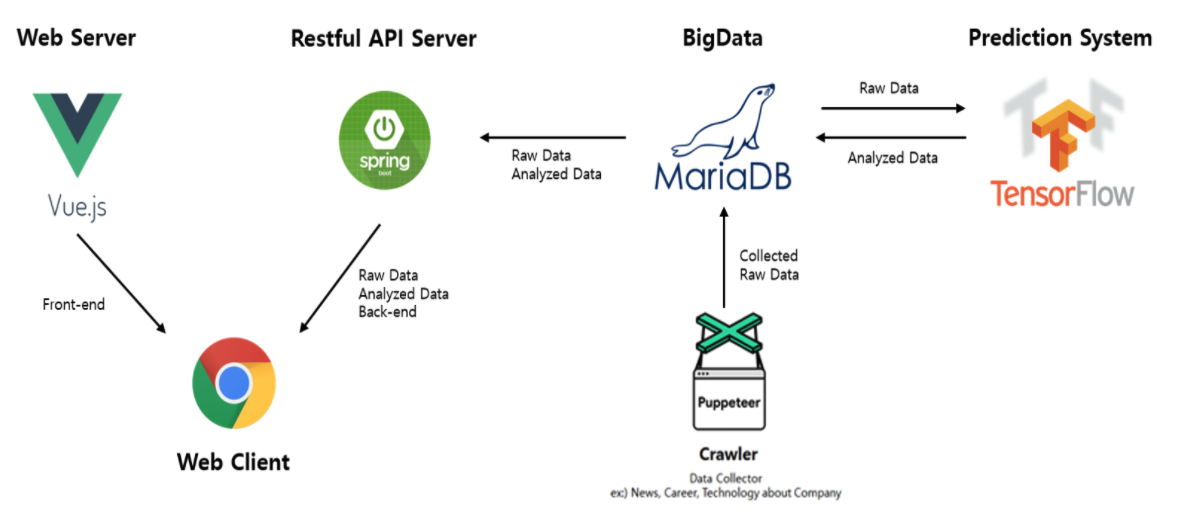 Web Server
Restful API Server
BigData
Prediction System
Vue.js
spring
boot
MariaDB
TensorFlow
Raw Data
Analyzed Data
Raw Data
Analyzed Data
Front-end
Raw Data
Analyzed Data
Back-end
Collected
Raw Data
Web Client
Puppeteer
Crawler
Data Collector
ex:) News, Career, Technology about Company